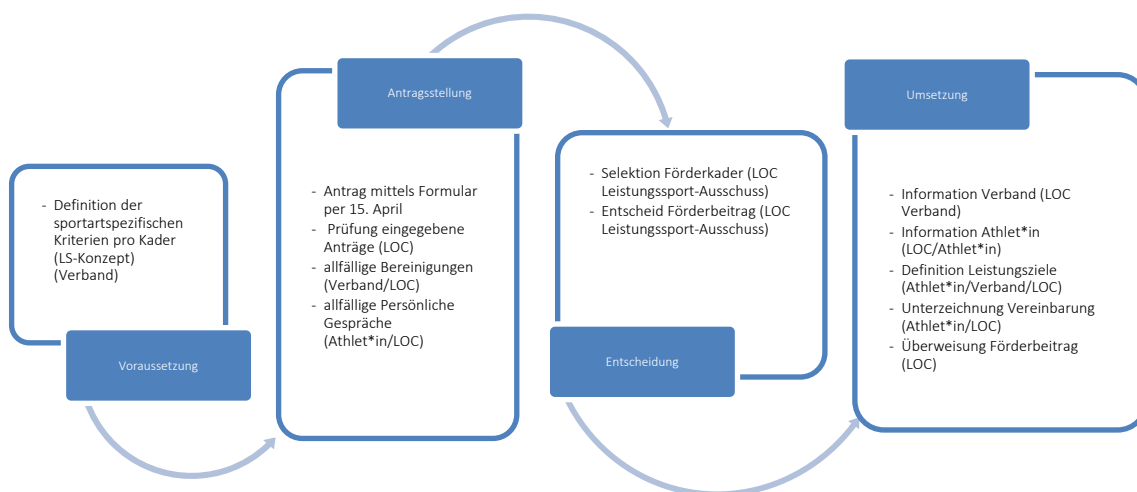 - Definition der
sportartspezifischen
Kriterien pro Kader
(LS-Konzept)
(Verband)
Voraussetzung
Antragsstellung
- Antrag mittels Formular
per 15. April
- Prüfung eingegebene
Anträge (LOC)
- allfällige Bereinigungen
(Verband/LOC)
- allfällige Persönliche
Gespräche
(Athlet*in/LOC)
- Selektion Förderkader (LOC
Leistungssport-Ausschuss)
- Entscheid Förderbeitrag (LOC
Leistungssport-Ausschuss)
Entscheidung
Umsetzung
- Information Verband (LOC
Verband)
- Information Athlet*in
(LOC/Athlet*in)
- Definition Leistungsziele
(Athlet*in/Verband/LOC)
- Unterzeichnung Vereinbarung
(Athlet*in/LOC)
- Überweisung Förderbeitrag
(LOC)